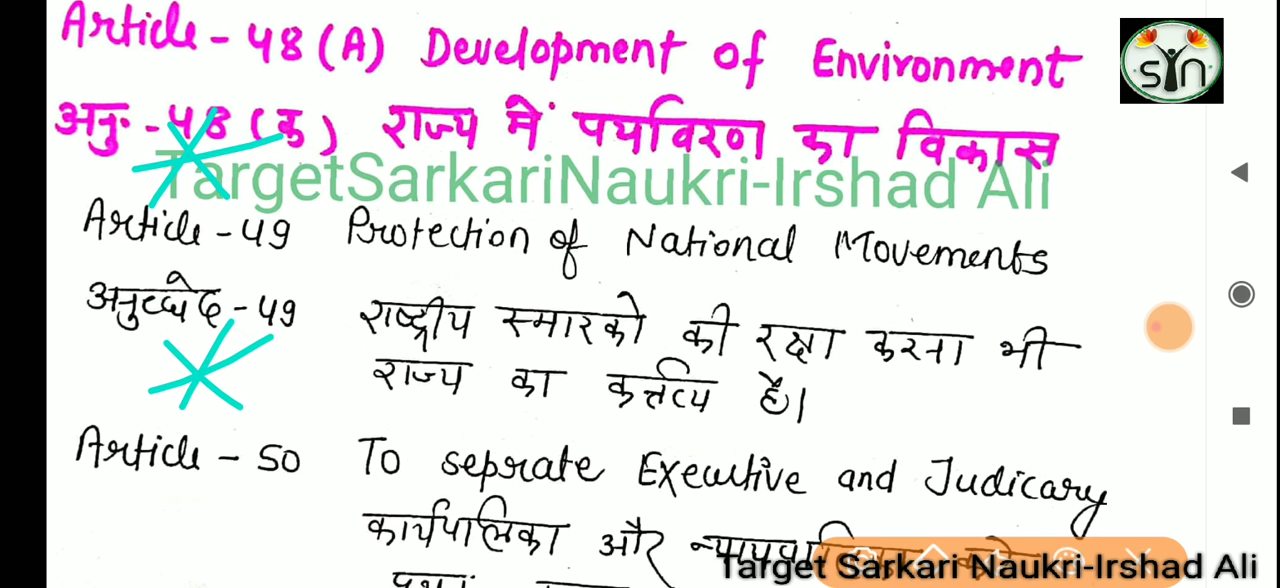 Article - 48 (A) Development of Environment
SYN
अनु॰ - 48 (क) राज्य में पर्यावरण का विकास
TargetSarkariNaukri-Irshad Ali
Article - 49 Protection of National Movements
अनुच्छेद - 49 राष्ट्रीय स्मारको की रक्षा करना भी
राज्य का कर्त्तव्य है।
Article - 50 To seprate Executive and Judicary
कार्यपालिका और
Target Sarkari Naukri-Irshad Ali